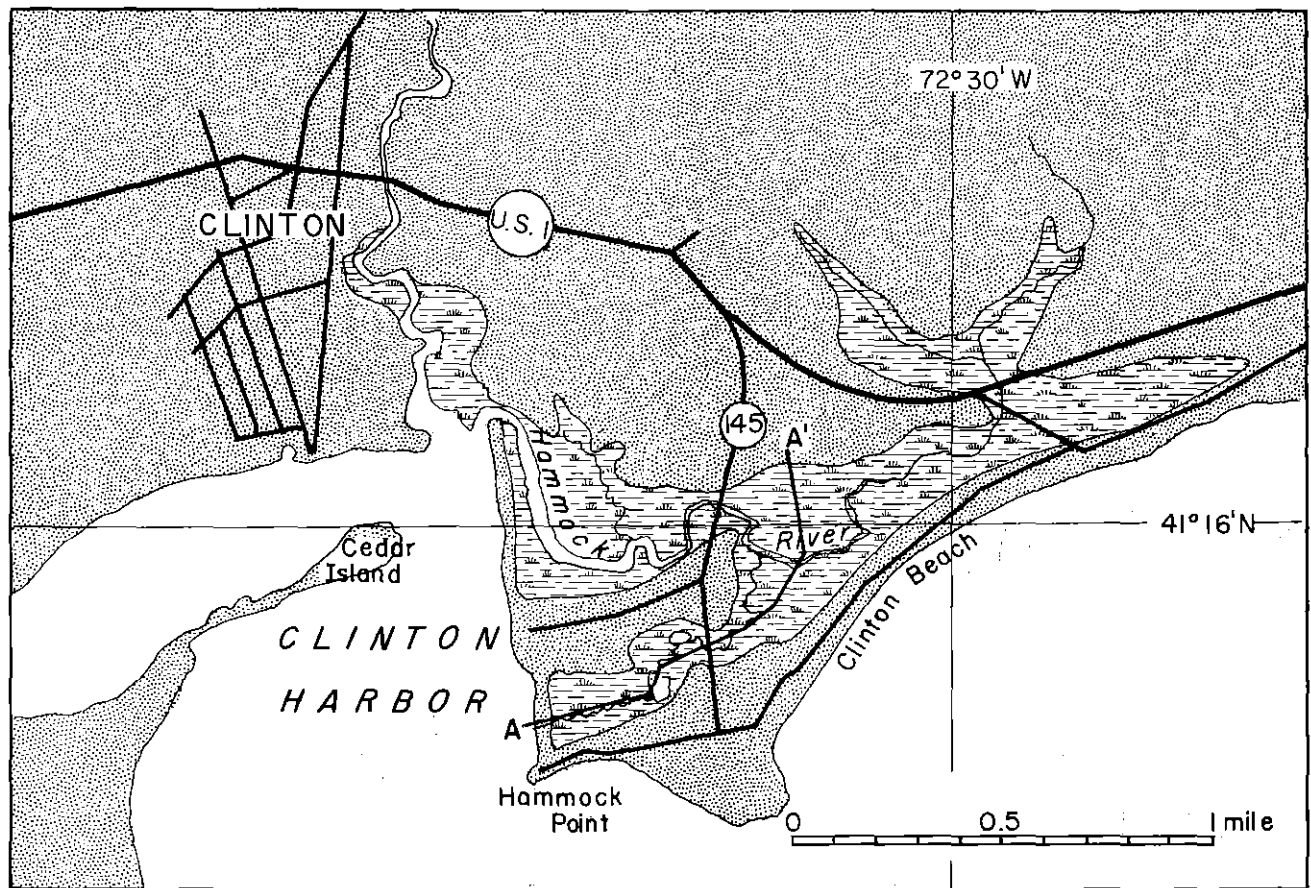 72° 30' W
CLINTON
U.S. 1
145
A'
Hammock
River
41° 16' N
Cedar
Island
Clinton Beach
CLINTON
HARBOR
A
Hammock
Point
0 0.5 1 mile